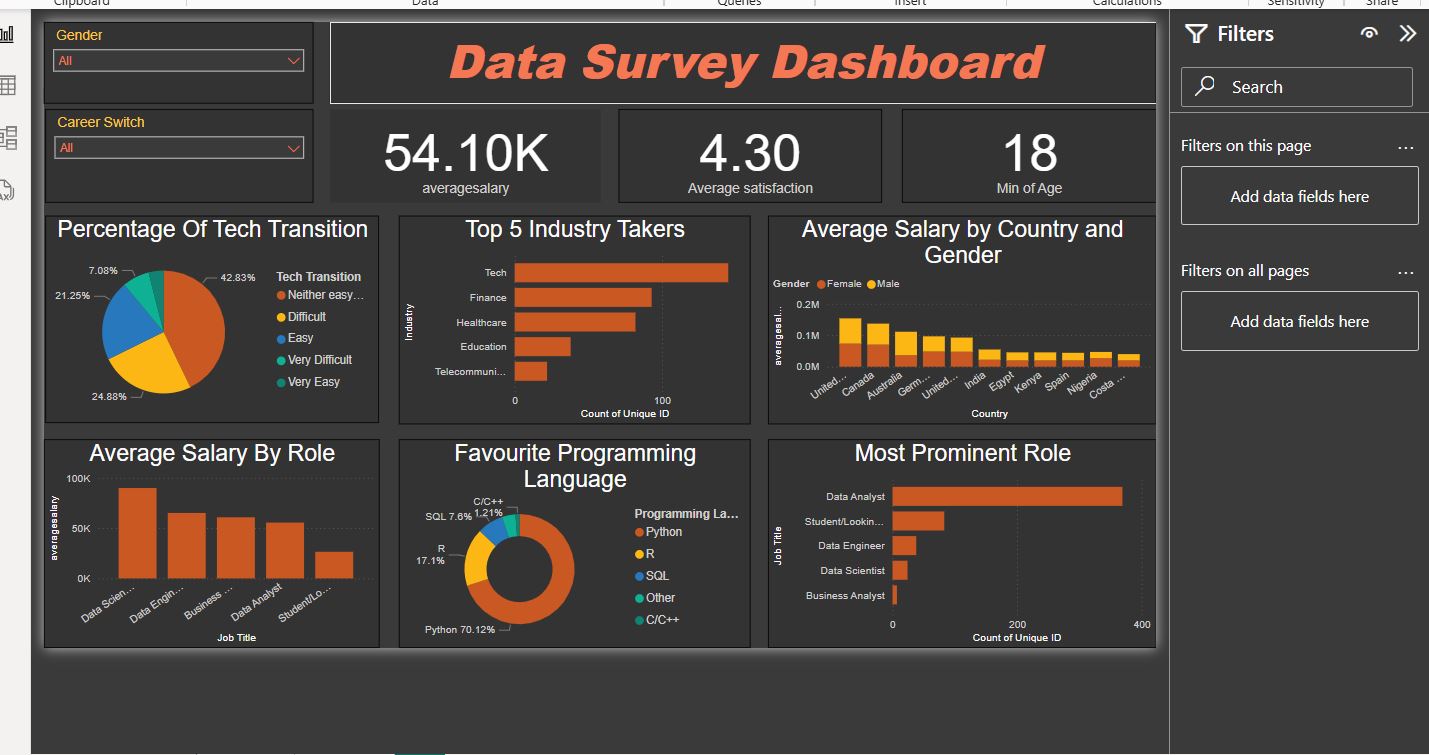 Clipboard
Data
Queries
Insert
Calculations
Sensitivity
Share
Gender
All
Data Survey Dashboard
Career Switch
All
54.10K
averagesalary
4.30
Average satisfaction
18
Min of Age
Percentage Of Tech Transition
7.08%
42.83%
21.25%
24.88%
Tech Transition
Neither easy...
Difficult
Easy
Very Difficult
Very Easy
Top 5 Industry Takers
Industry
Tech
Finance
Healthcare
Education
Telecommuni...
0
100
Count of Unique ID
Average Salary by Country and
Gender
Gender
Female
Male
averagesal...
0.2M
0.1M
0.0M
United...
Canada
Australia
Germ...
United...
India
Egypt
Kenya
Spain
Nigeria
Costa ...
Country
Average Salary By Role
averagesalary
100K
50K
0K
Data Scien...
Data Engin...
Business ...
Data Analyst
Student/Lo...
Job Title
Favourite Programming
Language
C/C++
1.21%
SQL 7.6%
R
17.1%
Python 70.12%
Programming La...
Python
R
SQL
Other
C/C++
Most Prominent Role
Job Title
Data Analyst
Student/Lookin...
Data Engineer
Data Scientist
Business Analyst
0
200
400
Count of Unique ID
Filters
Search
Filters on this page
...
Add data fields here
Filters on all pages
...
Add data fields here